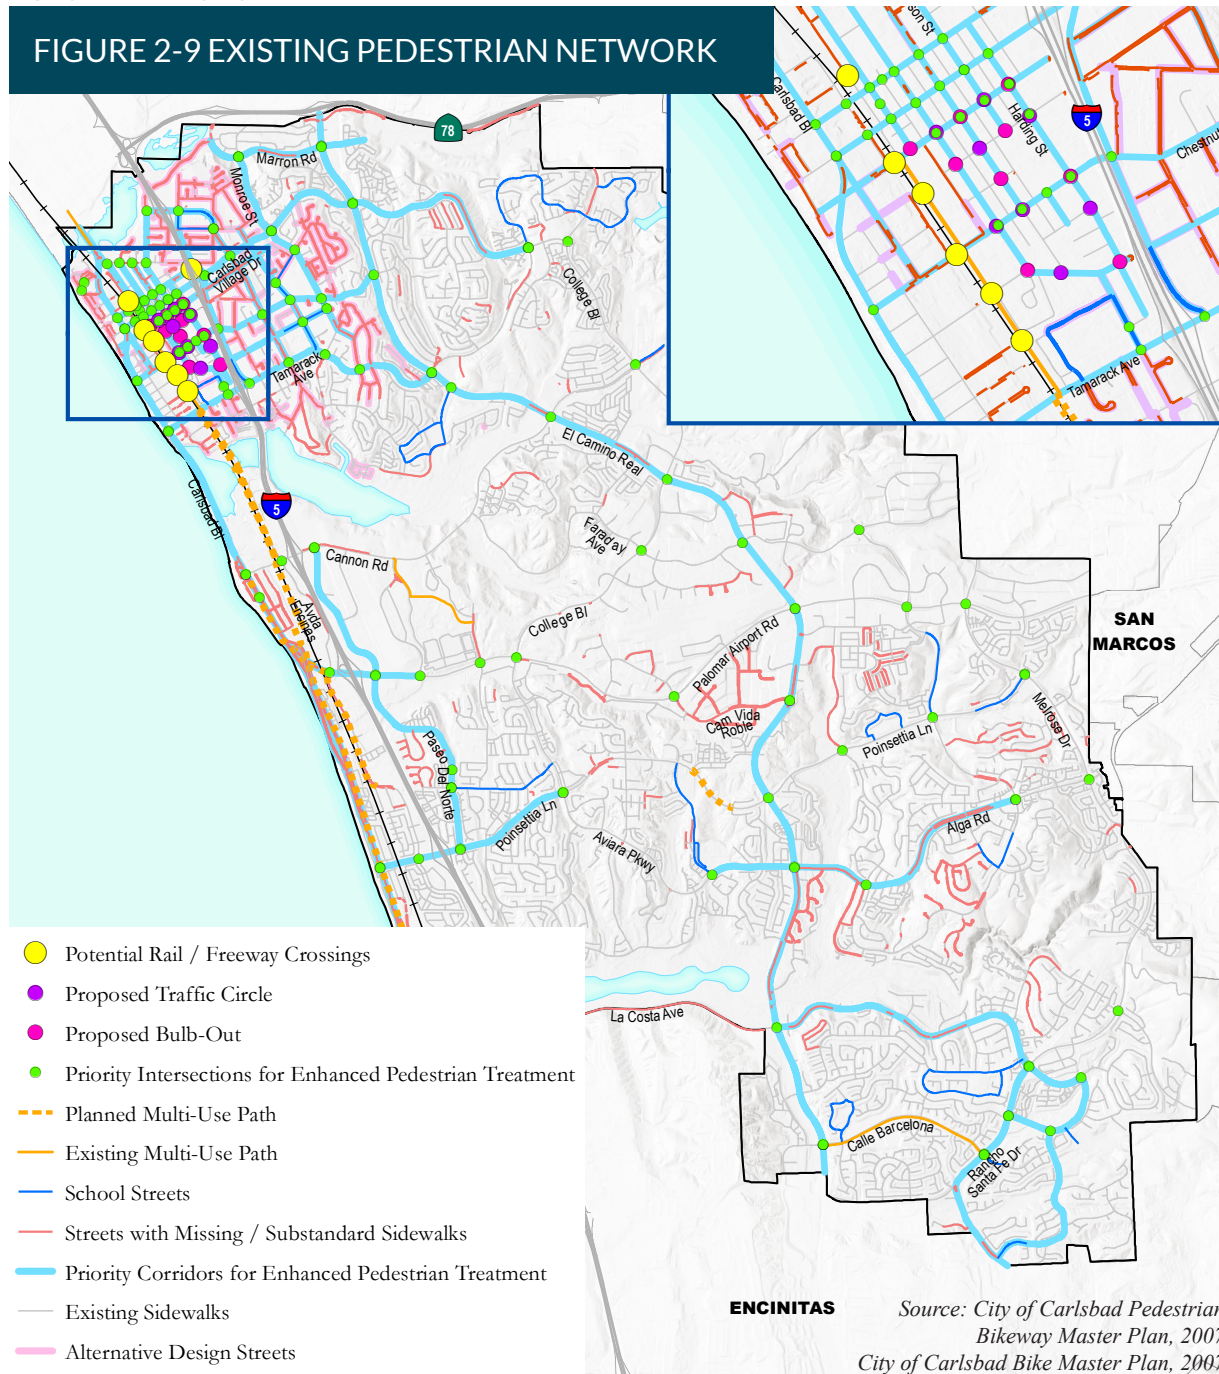 FIGURE 2-9 EXISTING PEDESTRIAN NETWORK
son St
Carlsbad Bl
Harding St
5
Chestnut
Tamarack Ave
78
Marron Rd
Monroe St
Carlsbad
Village Dr
College Bl
Tamarack
Ave
El Camino Real
Carlsbad Bl
5
Faraday
Ave
Cannon Rd
Avda
Encinas
College Bl
SAN
MARCOS
Palomar Airport Rd
Cam Vida
Roble
Melrose Dr
Poinsettia Ln
Paseo Del Norte
Poinsettia Ln
Alga Rd
Aviara Pkwy
Potential Rail / Freeway Crossings
Proposed Traffic Circle
Proposed Bulb-Out
Priority Intersections for Enhanced Pedestrian Treatment
Planned Multi-Use Path
Existing Multi-Use Path
School Streets
Streets with Missing / Substandard Sidewalks
Priority Corridors for Enhanced Pedestrian Treatment
Existing Sidewalks
Alternative Design Streets
La Costa Ave
Calle Barcelona
Rancho
Santa Fe Dr
ENCINITAS
Source: City of Carlsbad Pedestrian
Bikeway Master Plan, 2007
City of Carlsbad Bike Master Plan, 2007